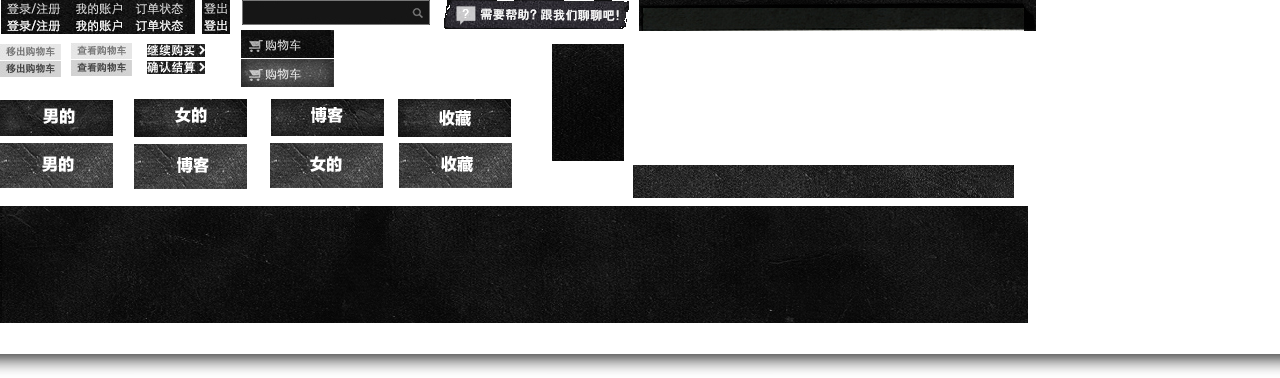 登录/注册 我的账户 订单状态 登出
登录/注册 我的账户 订单状态 登出
需要帮助? 跟我们聊聊吧!
移出购物车 查看购物车 继续购买
移出购物车 查看购物车 确认结算
购物车
购物车
男的 女的 博客 收藏
男的 博客 女的 收藏